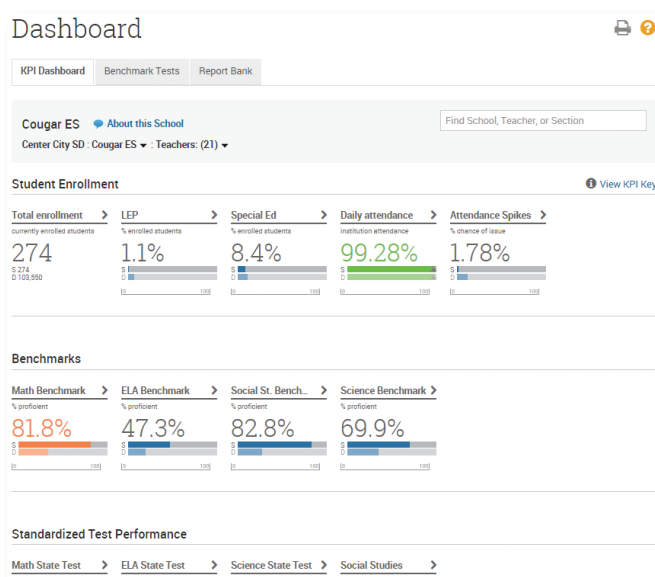 Dashboard
KPI Dashboard Benchmark Tests Report Bank
Cougar ES About this School
Find School, Teacher, or Section
Center City SD : Cougar ES : Teachers: (21)
Student Enrollment
View KPI Key
Total enrollment LEP Special Ed Daily attendance Attendance Spikes
currently enrolled students % enrolled students % enrolled students institution attendance % chance of issue
274 1.1% 8.4% 99.28% 1.78%
S 274 S S S S
D 103,550 D D D D
0 100 0 100 0 100 0 100
Benchmarks
Math Benchmark ELA Benchmark Social St. Bench... Science Benchmark
% proficient % proficient % proficient % proficient
81.8% 47.3% 82.8% 69.9%
S S S S
D D D D
0 100 0 100 0 100 0 100
Standardized Test Performance
Math State Test ELA State Test Science State Test Social Studies